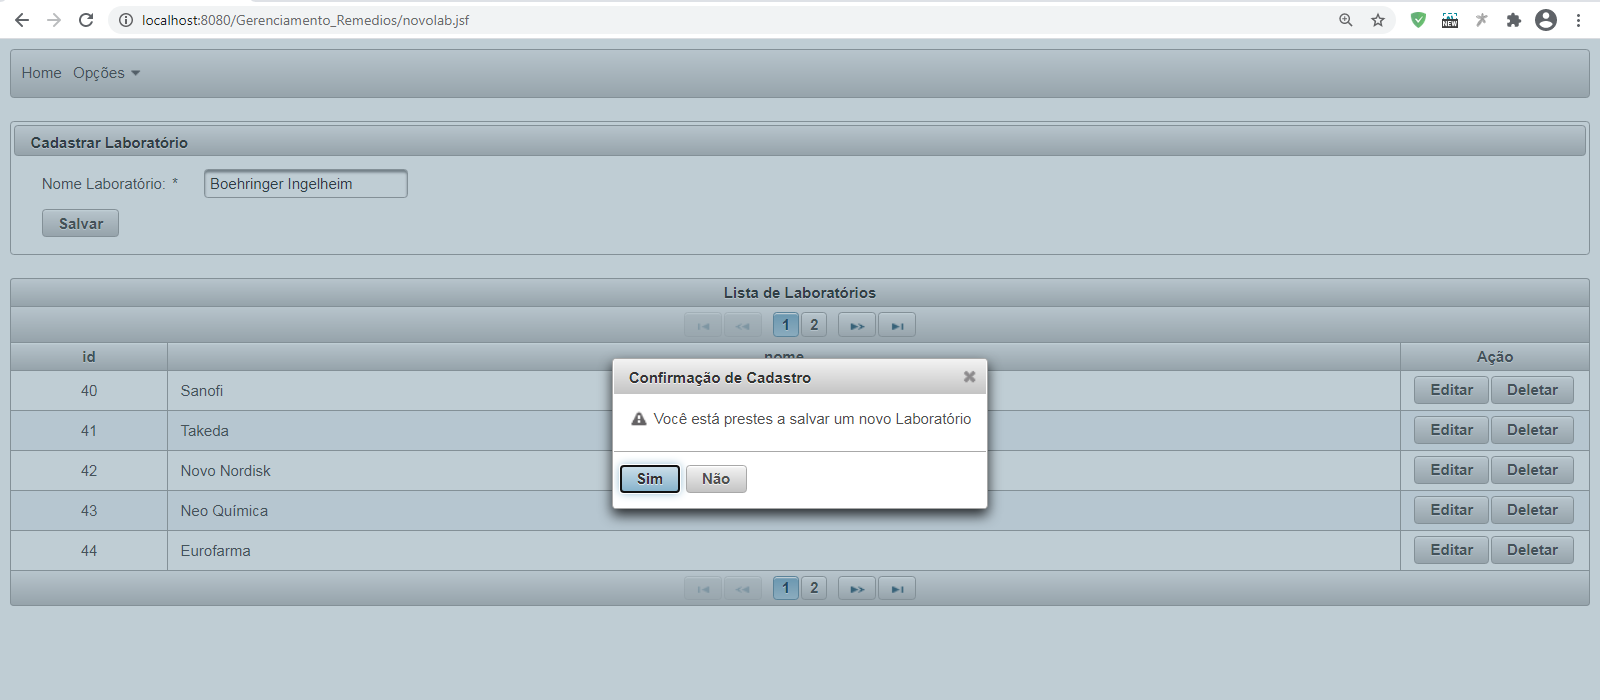 localhost:8080/Gerenciamento_Remedios/novolab.jsf
NEW
Home Opções
Cadastrar Laboratório
Nome Laboratório: * Boehringer Ingelheim
Salvar
Lista de Laboratórios
1 2
id nome Ação
40 Sanofi Editar Deletar
41 Takeda Editar Deletar
42 Novo Nordisk Editar Deletar
43 Neo Química Editar Deletar
44 Eurofarma Editar Deletar
1 2
Confirmação de Cadastro
Você está prestes a salvar um novo Laboratório
Sim Não